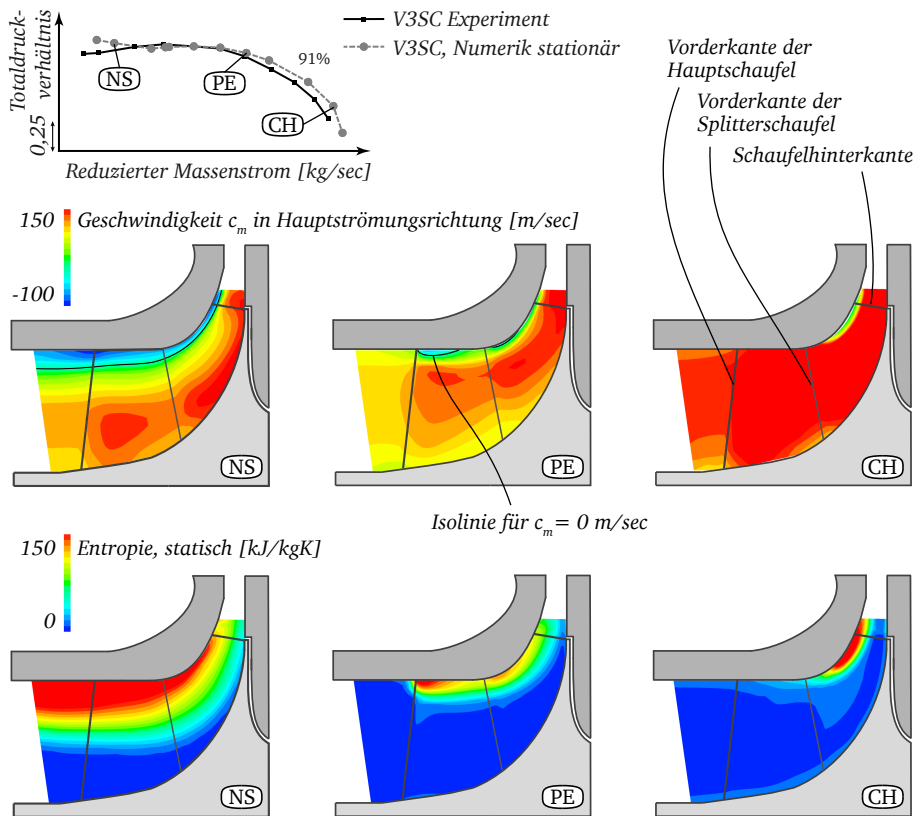 Totaldruck-
verhältnis
0,25
V3SC Experiment
V3SC, Numerik stationär
91%
NS
PE
CH
Reduzierter Massenstrom [kg/sec]
Vorderkante der
Hauptschaufel
Vorderkante der
Splitterschaufel
Schaufelhinterkante
150
-100
Geschwindigkeit c_m in Hauptströmungsrichtung [m/sec]
NS
PE
CH
Isolinie für c_m = 0 m/sec
150
0
Entropie, statisch [kJ/kgK]
NS
PE
CH